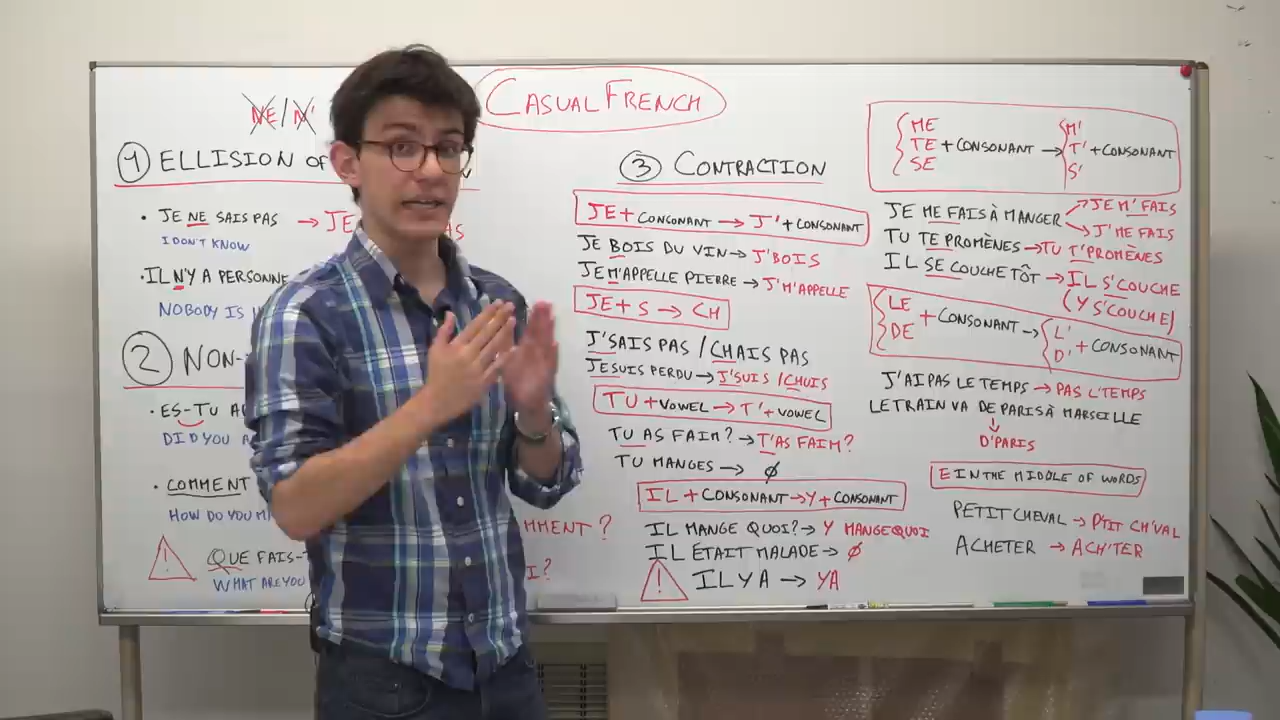 CASUAL FRENCH
NE / N'
1 ELLISION OF
N
• JE NE SAIS PAS → JE
AS
I DON'T KNOW
• IL N'Y A PERSONNE
NOBODY IS
2 NON-
• ES-TU
DID YOU
• COMMENT
MMENT ?
HOW DO YOU
! QUE FAIS-
I?
WHAT ARE YOU
3 CONTRACTION
JE + CONSONANT → J' + CONSONANT
JE BOIS DU VIN → J'BOIS
JE M'APPELLE PIERRE → J'M'APPELLE
JE + S → CH
J'SAIS PAS / CHAIS PAS
JE SUIS PERDU → J'SUIS / CHUIS
TU + VOWEL → T' + VOWEL
TU AS FAIM? → T'AS FAIM?
TU MANGES → ∅
IL + CONSONANT → Y + CONSONANT
IL MANGE QUOI? → Y MANGE QUOI
IL ÉTAIT MALADE → ∅
! IL Y A → YA
{ ME
TE + CONSONANT → { M'
SE T' + CONSONANT
S'
JE ME FAIS À MANGER → JE M'FAIS
→ J'ME FAIS
TU TE PROMÈNES → TU T'PROMÈNES
IL SE COUCHE TÔT → IL S'COUCHE
(Y S'COUCHE)
{ LE
DE + CONSONANT → { L'
D' + CONSONANT
J'AI PAS LE TEMPS → PAS L'TEMPS
LE TRAIN VA DE PARIS À MARSEILLE
↓
D'PARIS
E IN THE MIDDLE OF WORDS
PETIT CHEVAL → P'TIT CH'VAL
ACHETER → ACH'TER